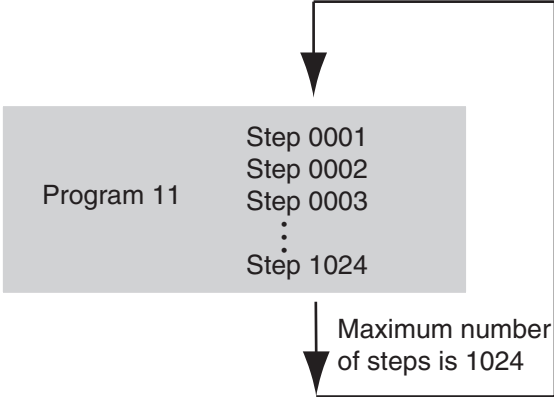 Program 11
Step 0001
Step 0002
Step 0003
Step 1024
Maximum number
of steps is 1024